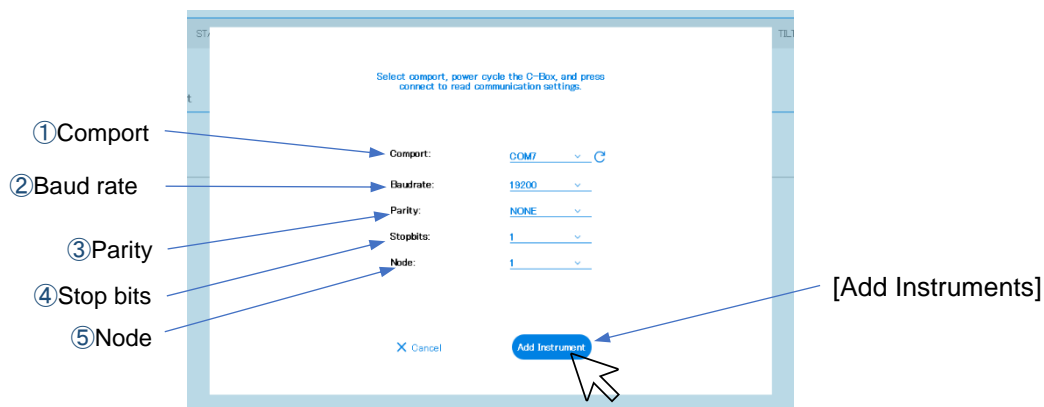 Select comport, power cycle the C-Box, and press
connect to read communication settings.
①Comport
Comport: COM7
②Baud rate
Baudrate: 19200
Parity: NONE
③Parity
Stopbits: 1
④Stop bits
Node: 1
⑤Node
[Add Instruments]
Cancel
Add Instrument